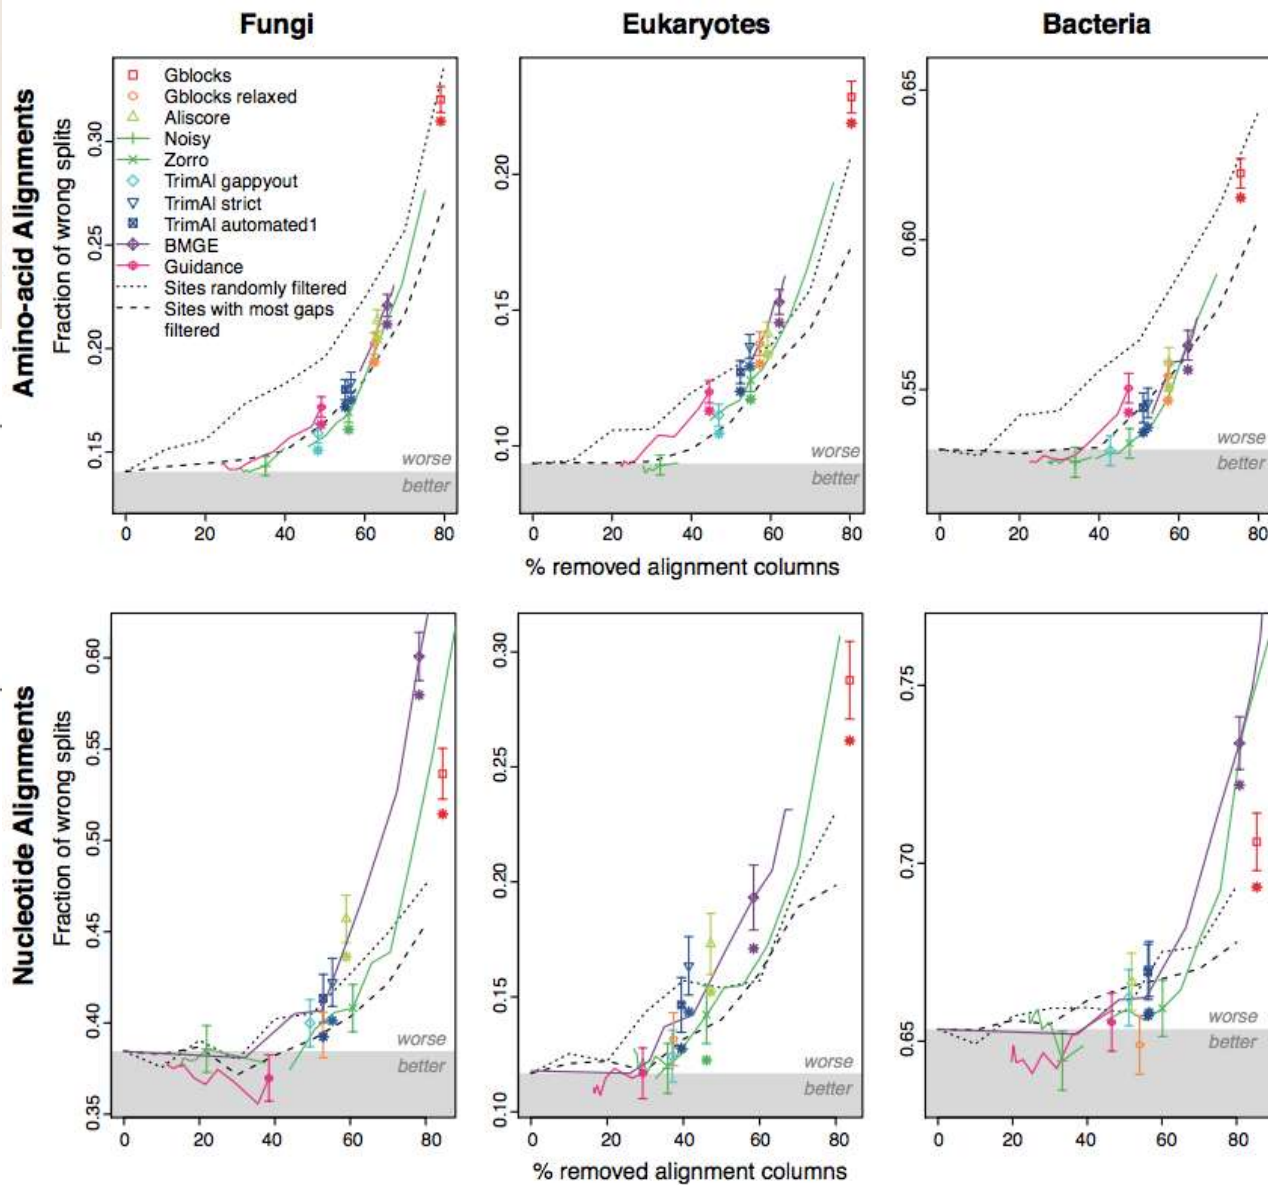 Fungi
Eukaryotes
Bacteria
Amino-acid Alignments
Fraction of wrong splits
0.30
0.25
0.20
0.15
Gblocks
Gblocks relaxed
Aliscore
Noisy
Zorro
TrimAl gappyout
TrimAl strict
TrimAl automated1
BMGE
Guidance
Sites randomly filtered
Sites with most gaps
filtered
worse
better
0 20 40 60 80
0.20
0.15
0.10
worse
better
0 20 40 60 80
0.65
0.60
0.55
worse
better
0 20 40 60 80
% removed alignment columns
Nucleotide Alignments
Fraction of wrong splits
0.60
0.55
0.50
0.45
0.40
0.35
worse
better
0 20 40 60 80
0.30
0.25
0.20
0.15
0.10
worse
better
0 20 40 60 80
0.75
0.70
0.65
worse
better
0 20 40 60 80
% removed alignment columns